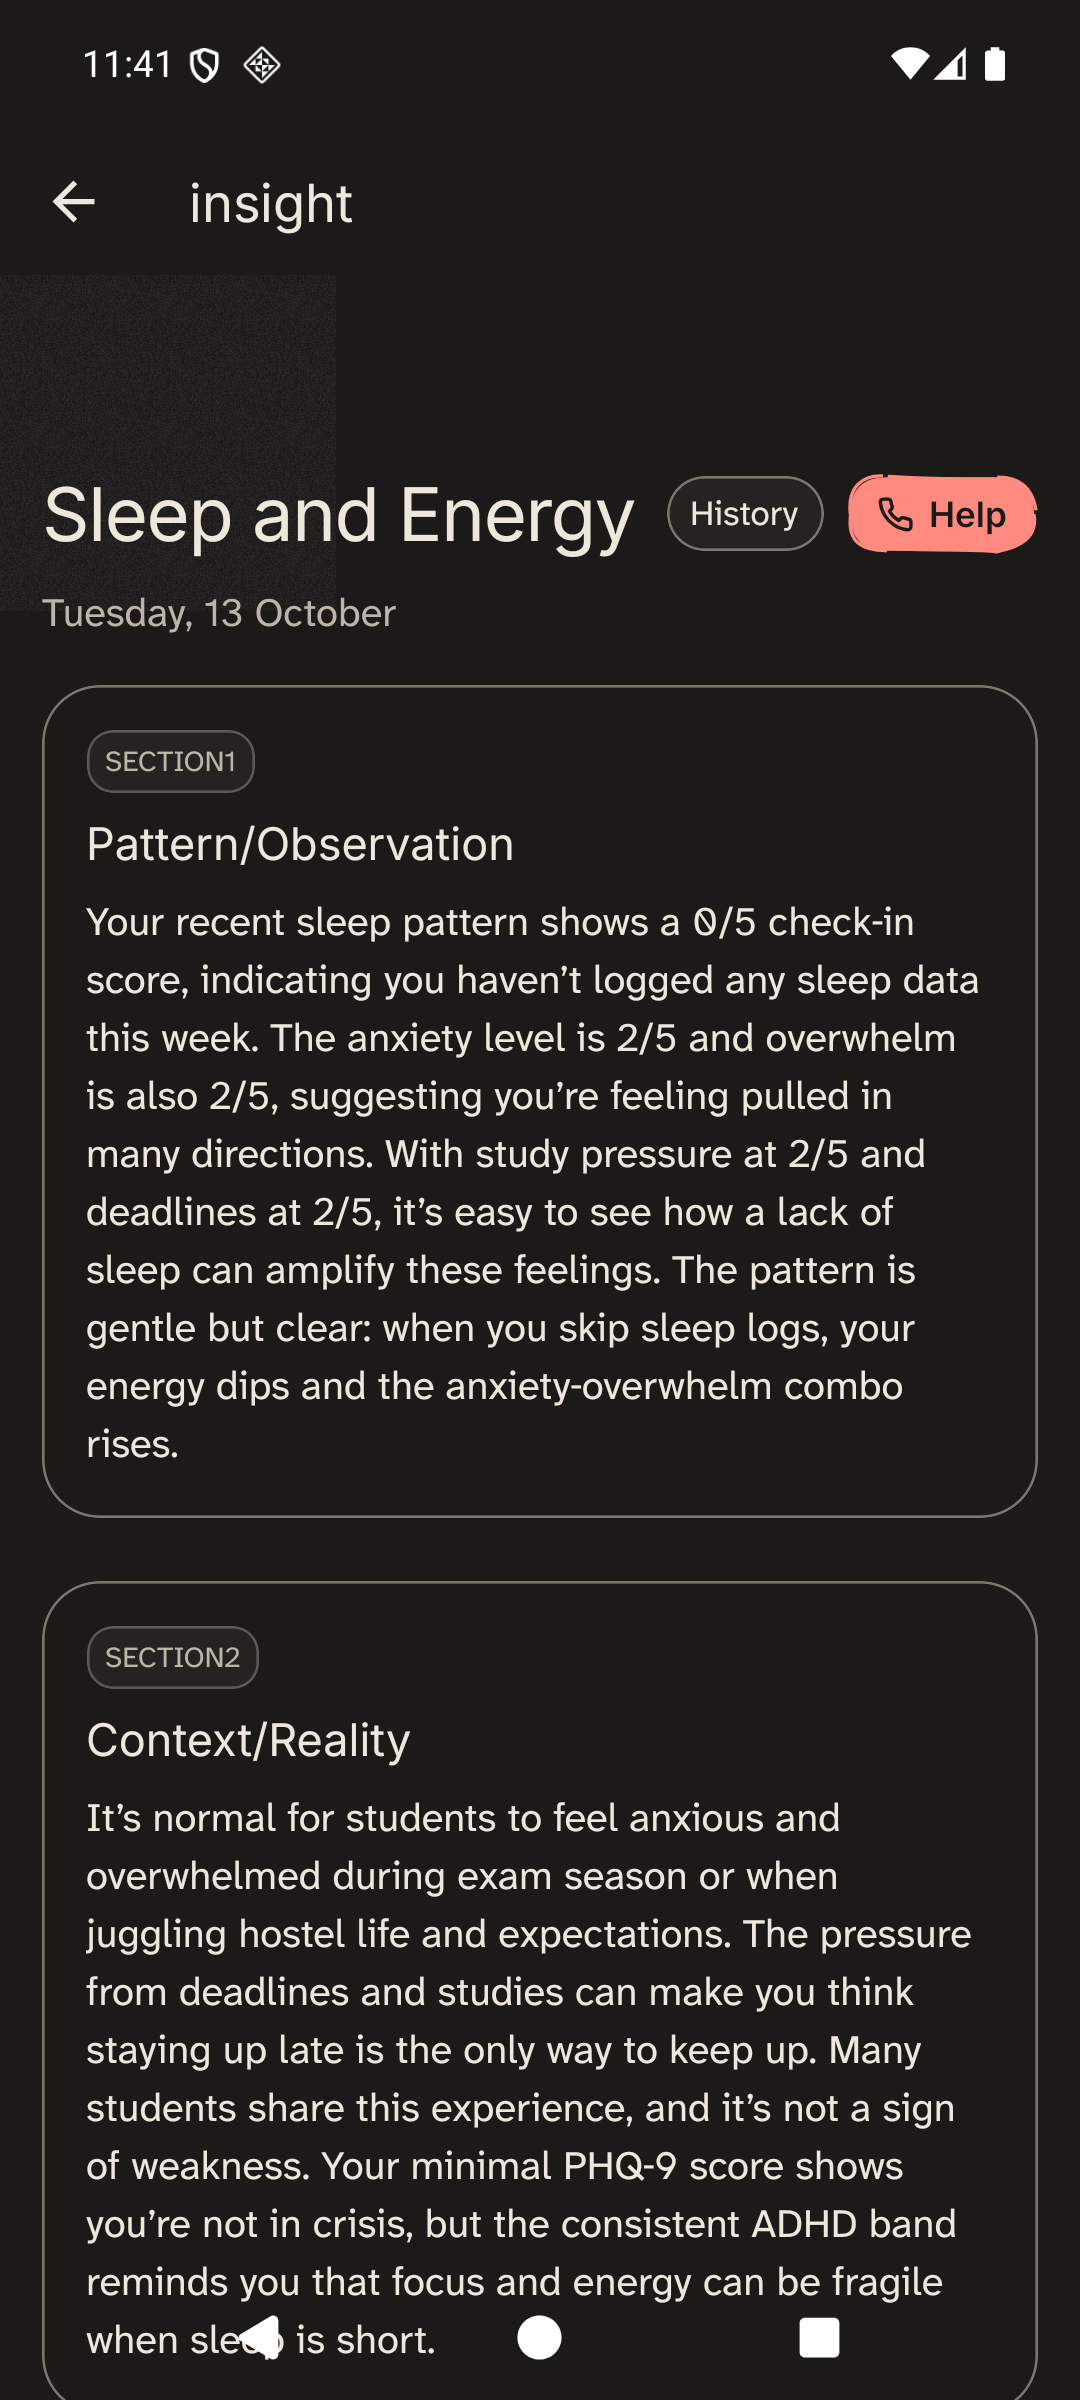 11:41
insight
Sleep and Energy
History
Help
Tuesday, 13 October
SECTION1
Pattern/Observation
Your recent sleep pattern shows a 0/5 check-in
score, indicating you haven’t logged any sleep data
this week. The anxiety level is 2/5 and overwhelm
is also 2/5, suggesting you’re feeling pulled in
many directions. With study pressure at 2/5 and
deadlines at 2/5, it’s easy to see how a lack of
sleep can amplify these feelings. The pattern is
gentle but clear: when you skip sleep logs, your
energy dips and the anxiety-overwhelm combo
rises.
SECTION2
Context/Reality
It’s normal for students to feel anxious and
overwhelmed during exam season or when
juggling hostel life and expectations. The pressure
from deadlines and studies can make you think
staying up late is the only way to keep up. Many
students share this experience, and it’s not a sign
of weakness. Your minimal PHQ-9 score shows
you’re not in crisis, but the consistent ADHD band
reminds you that focus and energy can be fragile
when sleep is short.